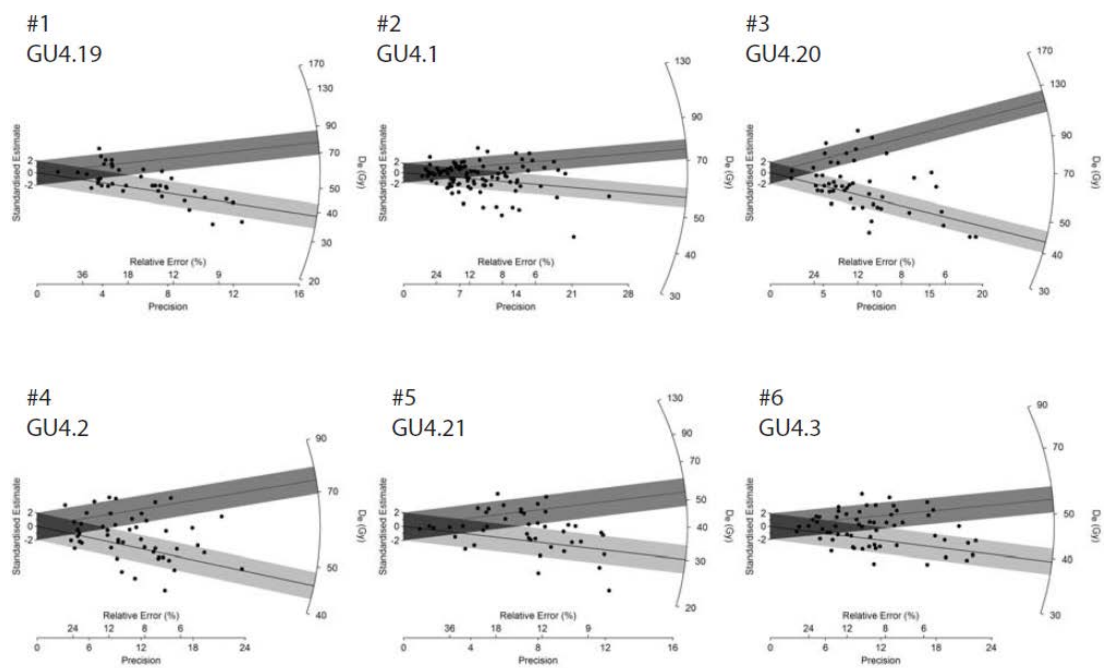 #1
GU4.19
170
130
90
70
50
40
30
20
Dₑ (Gy)
Standardised Estimate
2
0
-2
Relative Error (%)
36 18 12 9
0 4 8 12 16
Precision
#2
GU4.1
130
90
70
50
30
Dₑ (Gy)
Standardised Estimate
2
0
-2
Relative Error (%)
24 12 8 6
0 7 14 21 28
Precision
#3
GU4.20
170
130
90
70
50
40
30
Dₑ (Gy)
Standardised Estimate
2
0
-2
Relative Error (%)
24 12 8 6
0 5 10 15 20
Precision
#4
GU4.2
90
70
50
40
Dₑ (Gy)
Standardised Estimate
2
0
-2
Relative Error (%)
24 12 8 6
0 6 12 18 24
Precision
#5
GU4.21
130
90
70
50
40
30
20
Dₑ (Gy)
Standardised Estimate
2
0
-2
Relative Error (%)
36 18 12 9
0 4 8 12 16
Precision
#6
GU4.3
90
70
50
40
30
Dₑ (Gy)
Standardised Estimate
2
0
-2
Relative Error (%)
24 12 8 6
0 6 12 18 24
Precision